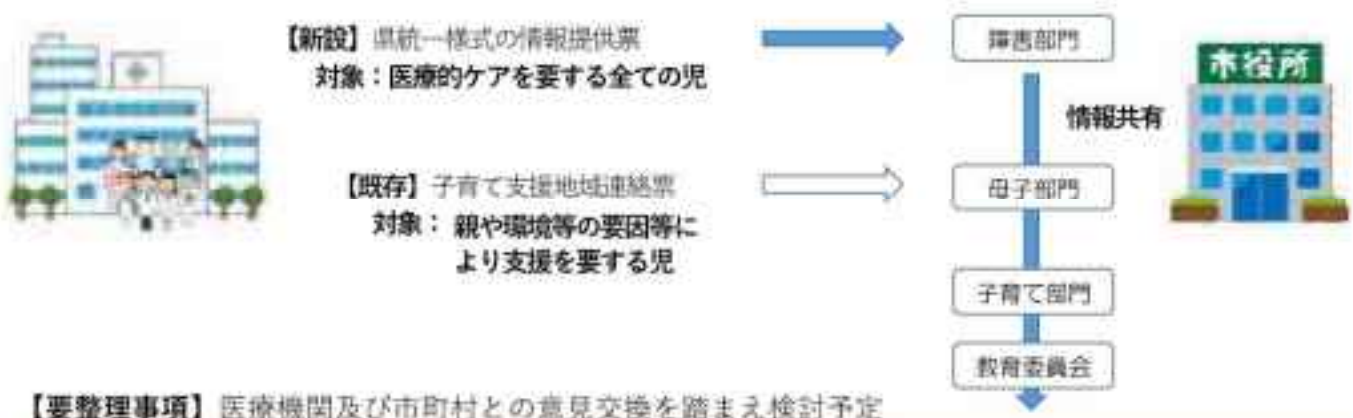 【新設】県統一様式の情報提供票
対象：医療的ケアを要する全ての児
障害部門
市役所
情報共有
【既存】子育て支援地域連絡票
対象： 親や環境等の要因等に
より支援を要する児
母子部門
子育て部門
教育委員会
【要整理事項】医療機関及び市町村との意見交換を踏まえ検討予定